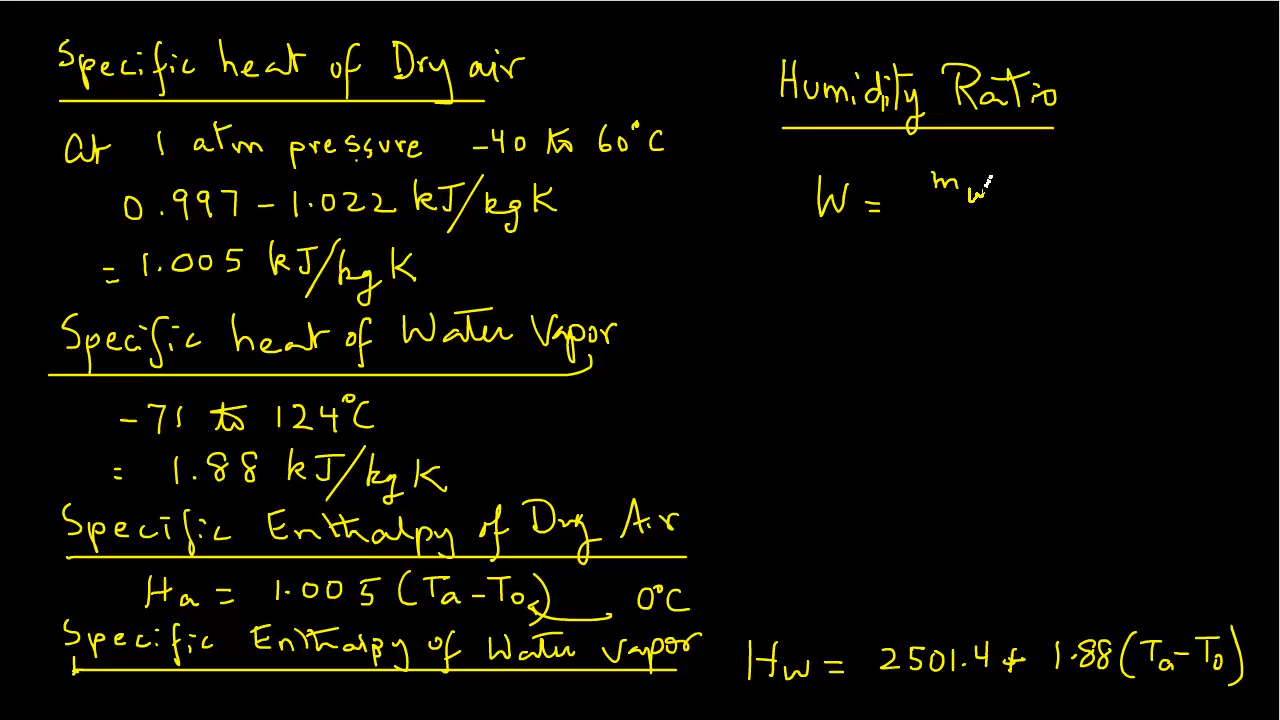 Specific heat of Dry air
at 1 atm pressure -40 to 60°C
0.997 - 1.022 kJ/kg K
= 1.005 kJ/kg K
Specific heat of Water Vapor
-71 to 124°C
= 1.88 kJ/kg K
Specific Enthalpy of Dry Air
Ha = 1.005 (Ta - To) 0°C
Specific Enthalpy of Water vapor
Hw = 2501.4 + 1.88 (Ta - To)
Humidity Ratio
W = mw